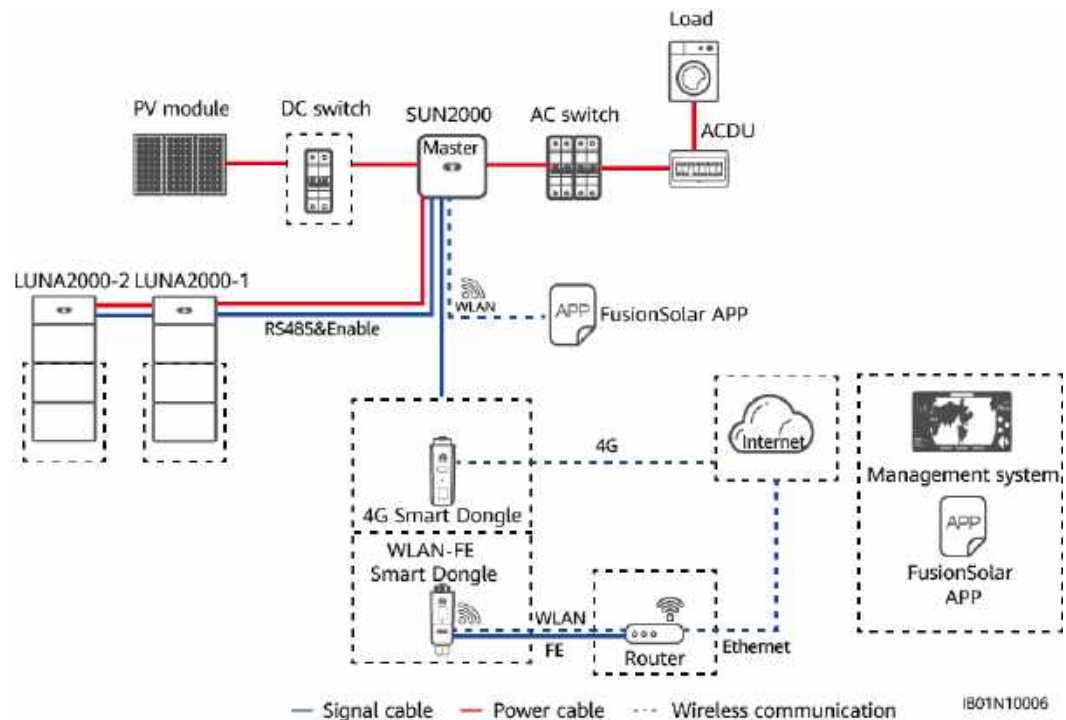 Load
PV module
DC switch
SUN2000
AC switch
Master
ACDU
LUNA2000-2
LUNA2000-1
RS485&Enable
WLAN
APP
FusionSolar APP
4G
Internet
Management system
4G Smart Dongle
APP
FusionSolar
APP
WLAN-FE
Smart Dongle
WLAN
FE
Router
Ethernet
Signal cable
Power cable
Wireless communication
IB01N10006